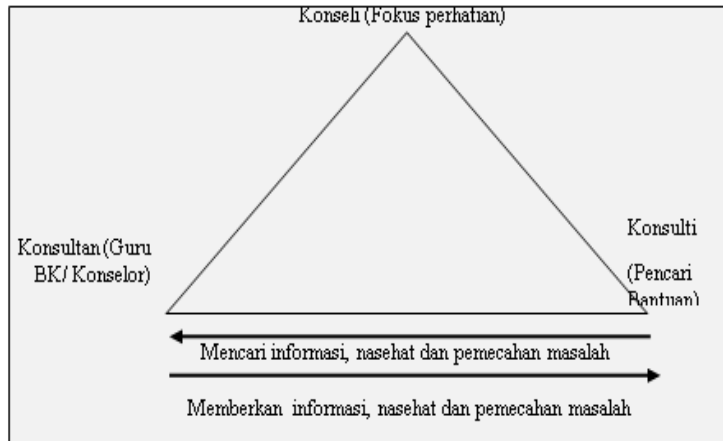 Konseli (Fokus perhatian)
Konsultan (Guru
BK/ Konselor)
Konsulti
(Pencari
Bantuan)
Mencari informasi, nasehat dan pemecahan masalah
Memberkan informasi, nasehat dan pemecahan masalah